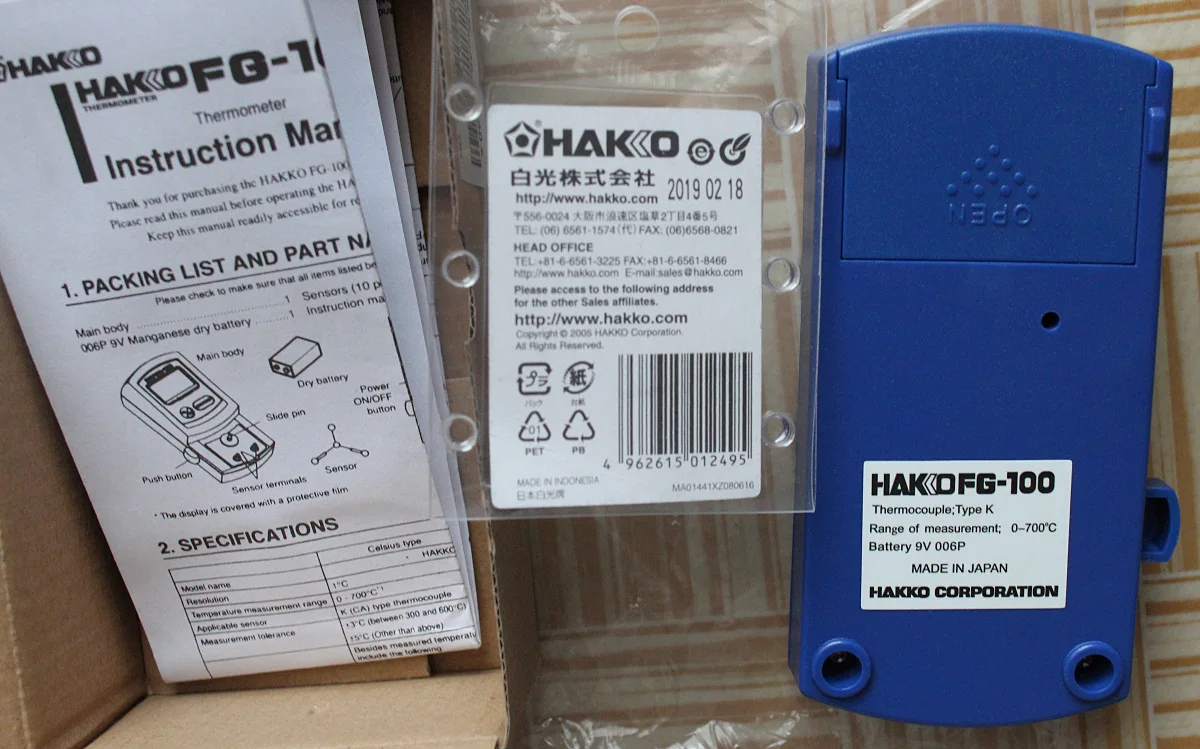 HAKKO
HAKKO FG-10
THERMOMETER
Thermometer
Instruction Man
Thank you for purchasing the HAKKO FG-100
Please read this manual before operating the HA
Keep this manual readily accessible for re
1. PACKING LIST AND PART NA
Please check to make sure that all items listed be
Main body ........................ 1 Sensors (10 p
006P 9V Manganese dry battery .......... 1 Instruction ma
Main body
Dry battery
Power
ON/OFF
button
Slide pin
Sensor
Push button
Sensor terminals
* The display is covered with a protective film
2. SPECIFICATIONS
Celsius type
Model name HAKKO
Resolution 1°C
Temperature measurement range 0 - 700°C*1
Applicable sensor K (CA) type thermocouple
Measurement tolerance ±3°C (between 300 and 600°C)
±5°C (Other than above)
Besides measured temperatu
include the following
HAKKO®
白光株式会社 2019 02 18
http://www.hakko.com
〒556-0024 大阪市浪速区塩草2丁目4番5号
TEL: (06) 6561-1574(代) FAX: (06)6568-0821
HEAD OFFICE
TEL:+81-6-6561-3225 FAX:+81-6-6561-8466
http://www.hakko.com E-mail:sales@hakko.com
Please access to the following address
for the other Sales affiliates.
http://www.hakko.com
Copyright © 2005 HAKKO Corporation.
All Rights Reserved.
プラ 紙
パック 台紙
01
PET PB
4 962615 012495
MADE IN INDONESIA
日本白光牌 MA01441XZ080616
OPEN
HAKKO FG-100
Thermocouple;Type K
Range of measurement; 0–700℃
Battery 9V 006P
MADE IN JAPAN
HAKKO CORPORATION